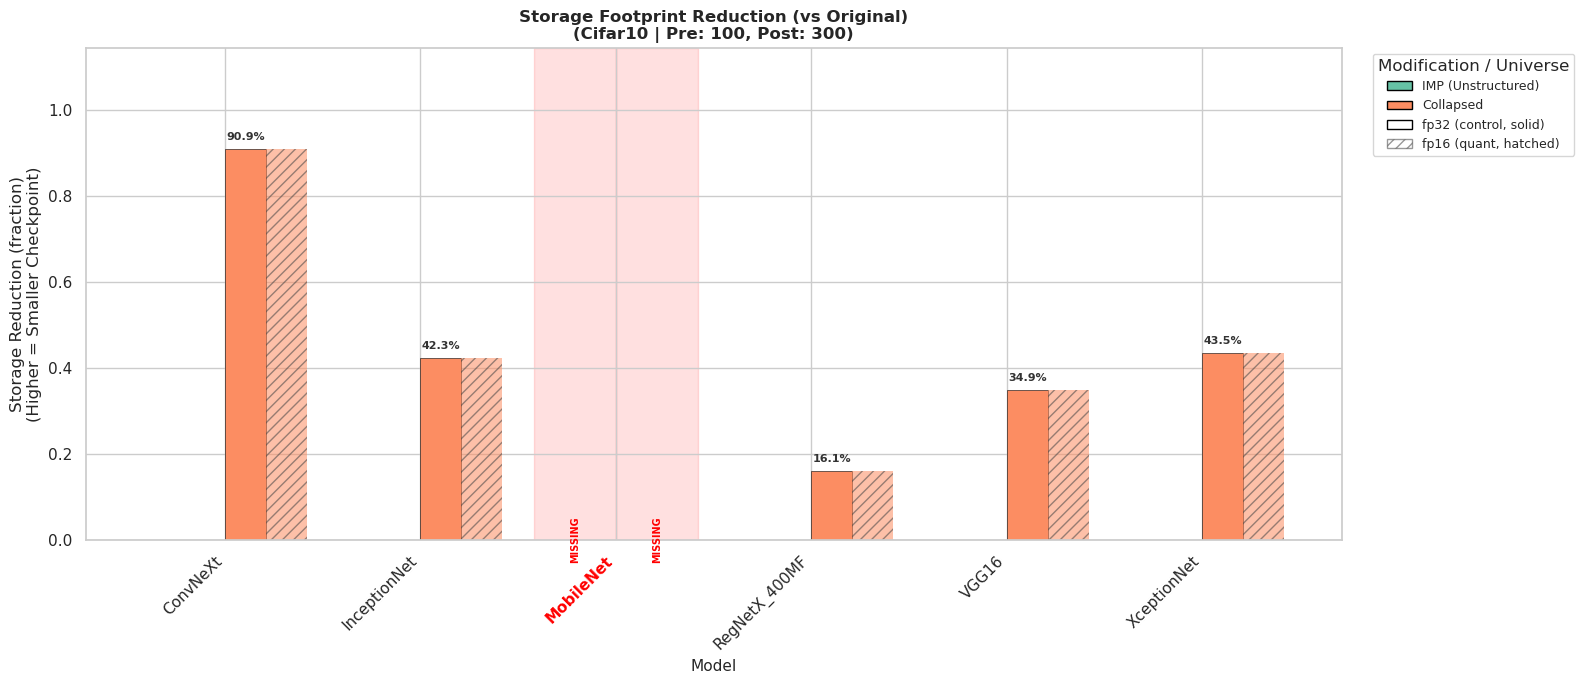 Storage Footprint Reduction (vs Original)
(Cifar10 | Pre: 100, Post: 300)
Modification / Universe
IMP (Unstructured)
Collapsed
fp32 (control, solid)
fp16 (quant, hatched)
Storage Reduction (fraction)
(Higher = Smaller Checkpoint)
1.0
0.8
0.6
0.4
0.2
0.0
90.9%
42.3%
MISSING
MISSING
16.1%
34.9%
43.5%
ConvNeXt
InceptionNet
MobileNet
RegNetX_400MF
VGG16
XceptionNet
Model